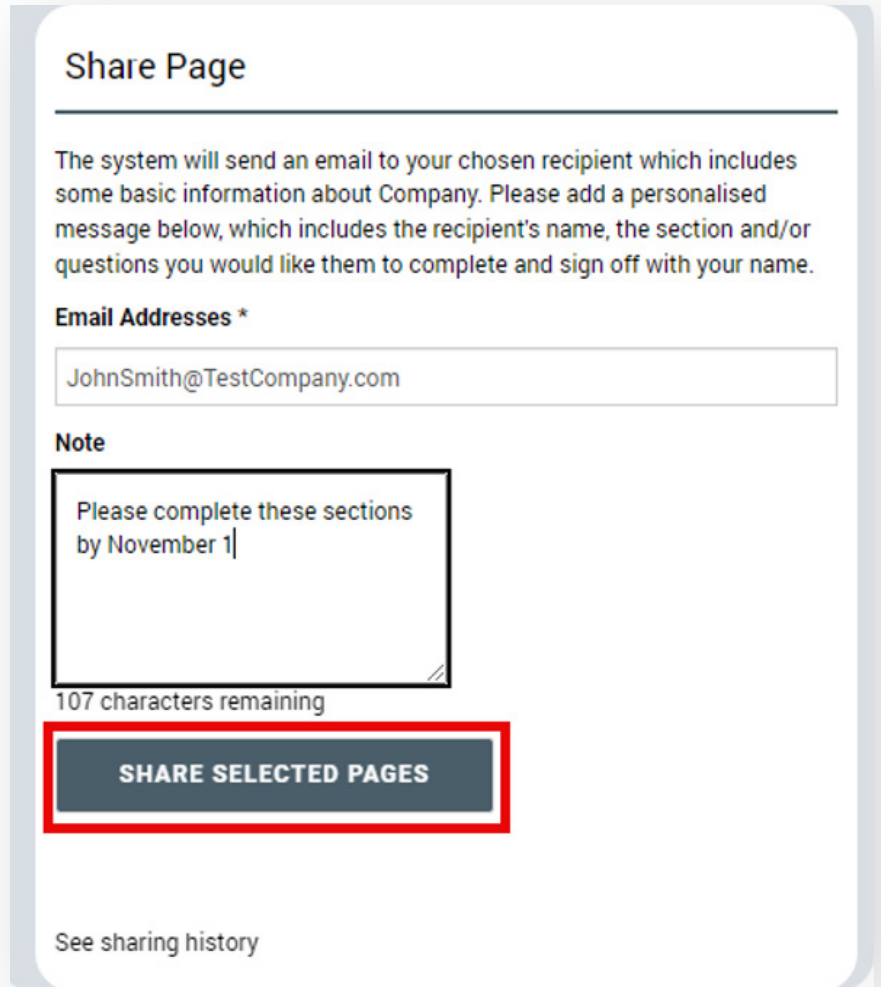 Share Page
The system will send an email to your chosen recipient which includes
some basic information about Company. Please add a personalised
message below, which includes the recipient's name, the section and/or
questions you would like them to complete and sign off with your name.
Email Addresses *
JohnSmith@TestCompany.com
Note
Please complete these sections
by November 1
107 characters remaining
SHARE SELECTED PAGES
See sharing history